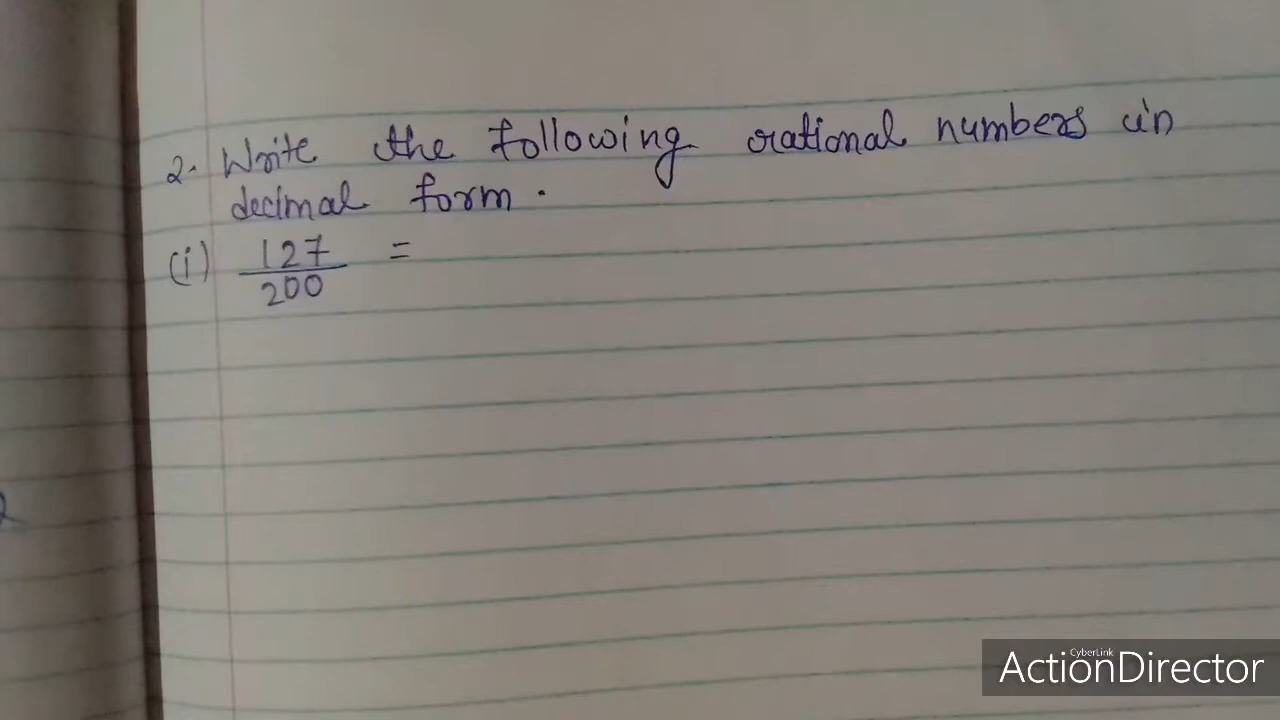 2. Write the following rational numbers in
decimal form.
(i) 127/200 =
CyberLink
ActionDirector